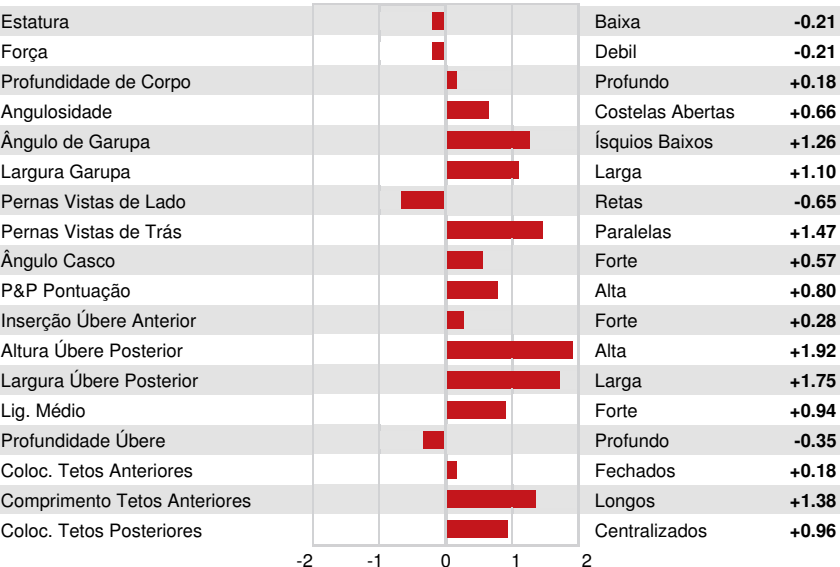 Estatura Baixa -0.21
Força Debil -0.21
Profundidade de Corpo Profundo +0.18
Angulosidade Costelas Abertas +0.66
Ângulo de Garupa Ísquios Baixos +1.26
Largura Garupa Larga +1.10
Pernas Vistas de Lado Retas -0.65
Pernas Vistas de Trás Paralelas +1.47
Ângulo Casco Forte +0.57
P&P Pontuação Alta +0.80
Inserção Úbere Anterior Forte +0.28
Altura Úbere Posterior Alta +1.92
Largura Úbere Posterior Larga +1.75
Lig. Médio Forte +0.94
Profundidade Úbere Profundo -0.35
Coloc. Tetos Anteriores Fechados +0.18
Comprimento Tetos Anteriores Longos +1.38
Coloc. Tetos Posteriores Centralizados +0.96
-2 -1 0 1 2